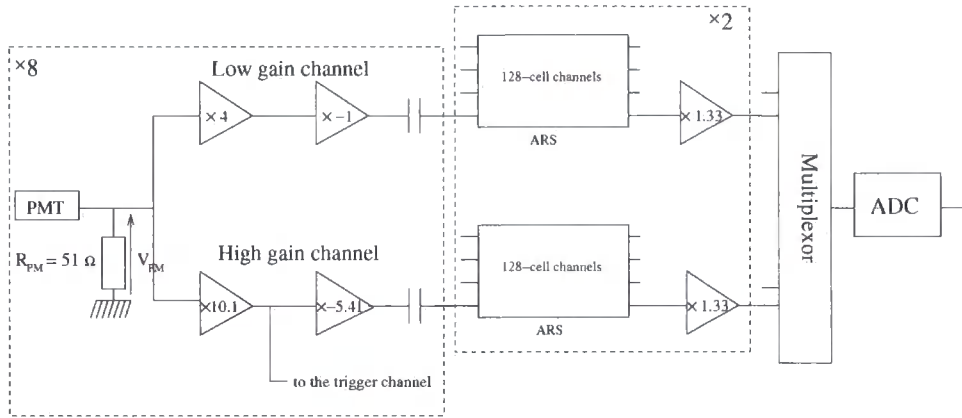 ×2
×8
Low gain channel
× 4
× −1
128−cell channels
ARS
× 1.33
PMT
R_PM = 51 Ω
V_PM
High gain channel
×10.1
×−5.41
128−cell channels
ARS
× 1.33
to the trigger channel
Multiplexor
ADC